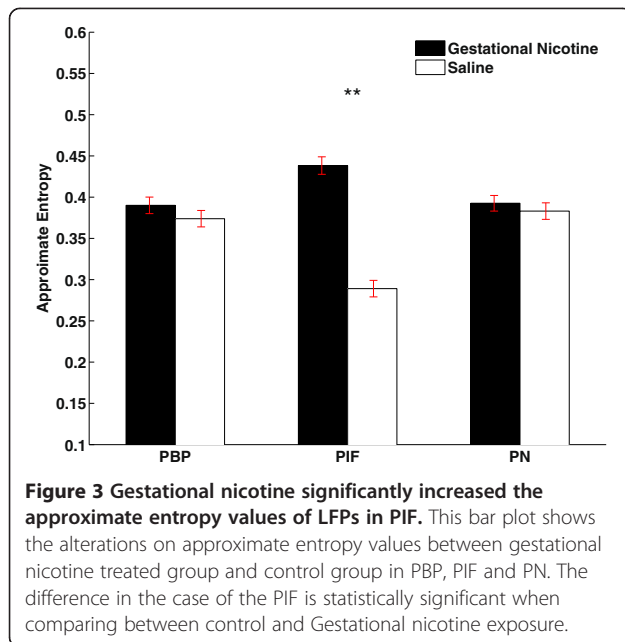 0.6
Gestational Nicotine
Saline
0.55
**
0.5
0.45
0.4
0.35
0.3
0.25
0.2
0.15
0.1
Approimate Entropy
PBP PIF PN
Figure 3 Gestational nicotine significantly increased the
approximate entropy values of LFPs in PIF. This bar plot shows
the alterations on approximate entropy values between gestational
nicotine treated group and control group in PBP, PIF and PN. The
difference in the case of the PIF is statistically significant when
comparing between control and Gestational nicotine exposure.